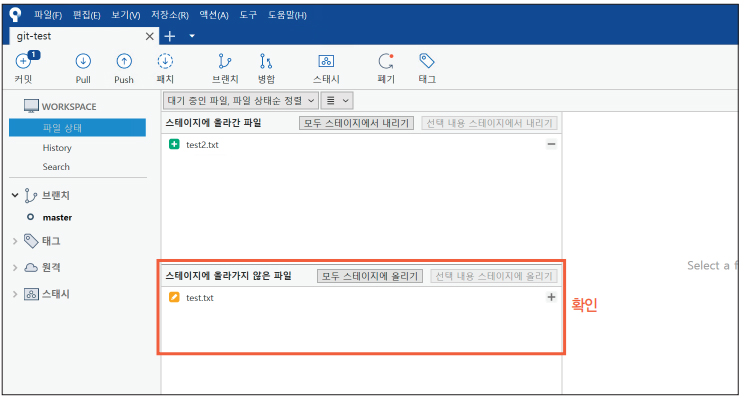 파일(F) 편집(E) 보기(V) 저장소(R) 액션(A) 도구 도움말(H)
git-test
1
커밋 Pull Push 패치 브랜치 병합 스태시 폐기 태그
WORKSPACE
파일 상태
History
Search
브랜치
master
태그
원격
스태시
대기 중인 파일, 파일 상태순 정렬
스테이지에 올라간 파일 모두 스테이지에서 내리기 선택 내용 스테이지에서 내리기
test2.txt
스테이지에 올라가지 않은 파일 모두 스테이지에 올리기 선택 내용 스테이지에 올리기
test.txt
확인
Select a f